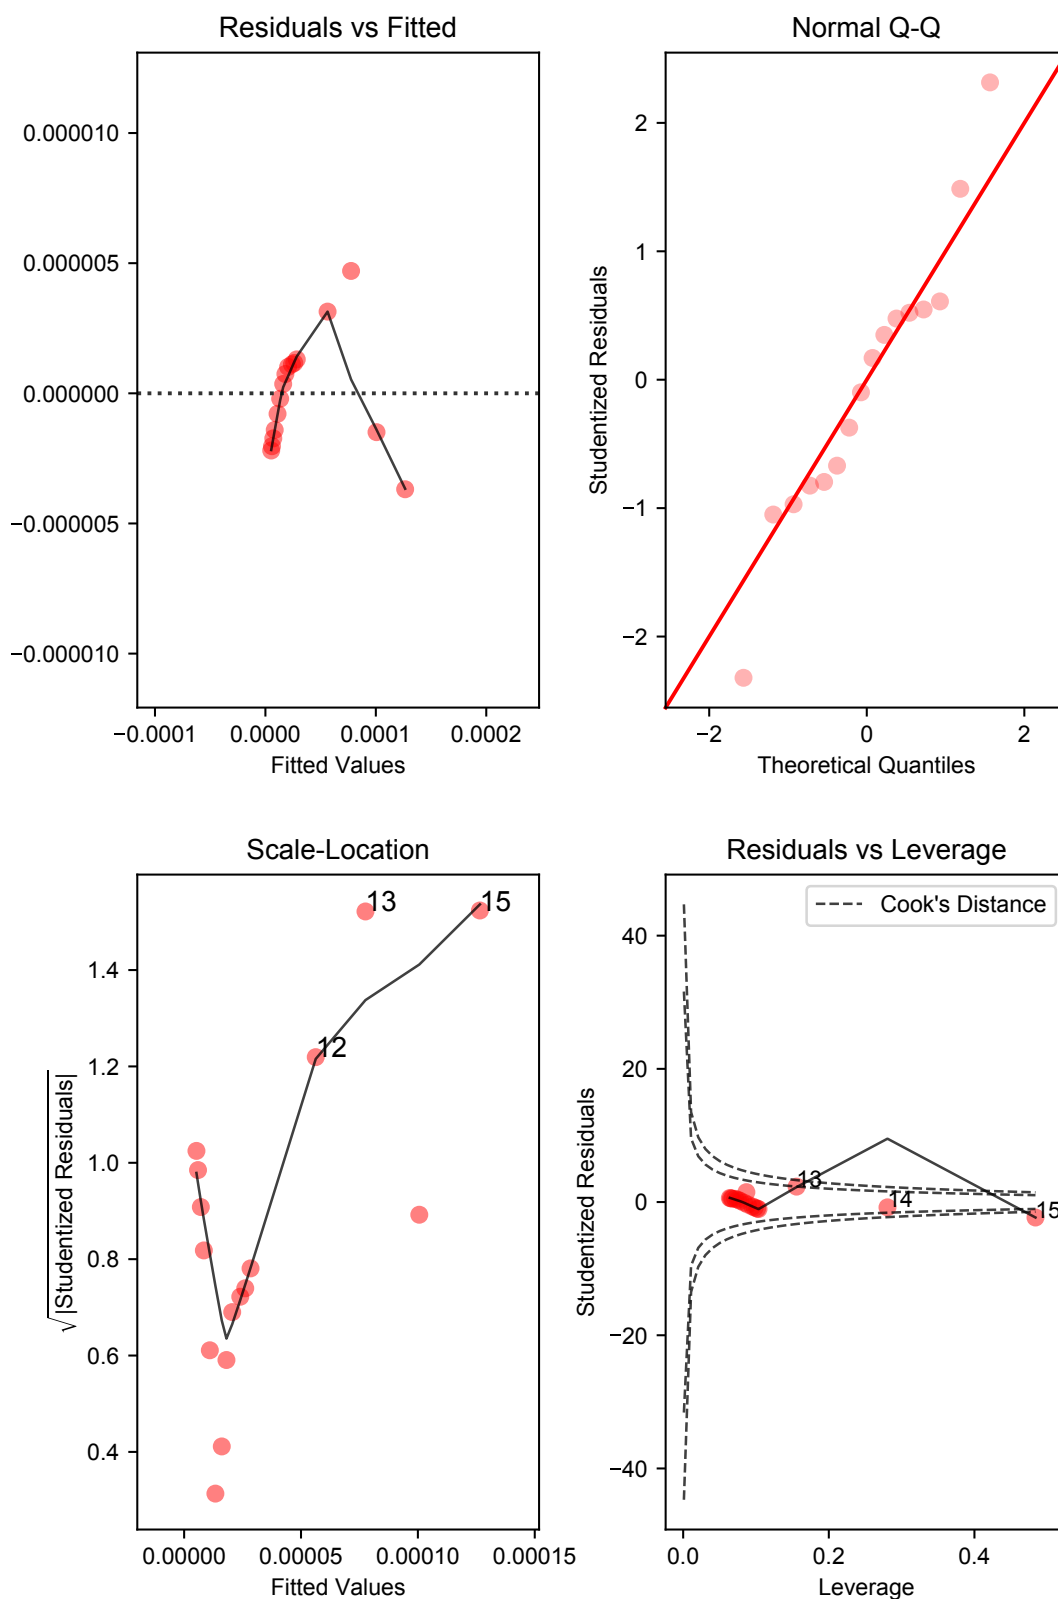 Residuals vs Fitted
0.000010
0.000005
0.000000
−0.000005
−0.000010
−0.0001 0.0000 0.0001 0.0002
Fitted Values
Normal Q-Q
Studentized Residuals
2
1
0
−1
−2
−2 0 2
Theoretical Quantiles
Scale-Location
√|Studentized Residuals|
1.4
1.2
1.0
0.8
0.6
0.4
13
15
12
0.00000 0.00005 0.00010 0.00015
Fitted Values
Residuals vs Leverage
Cook's Distance
Studentized Residuals
40
20
0
−20
−40
13
14
15
0.0 0.2 0.4
Leverage